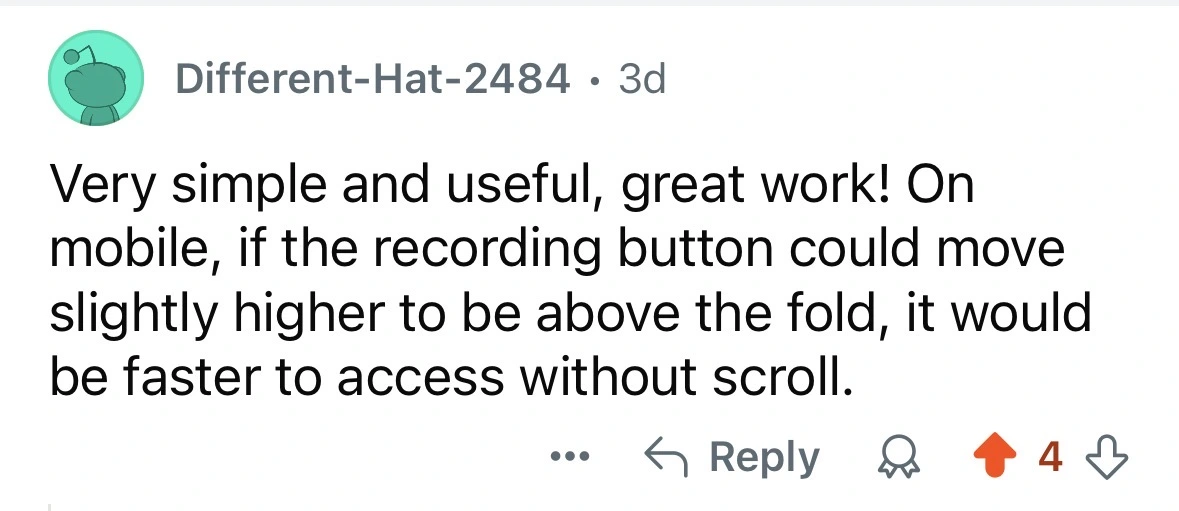 Different-Hat-2484 • 3d
Very simple and useful, great work! On
mobile, if the recording button could move
slightly higher to be above the fold, it would
be faster to access without scroll.
... Reply 4